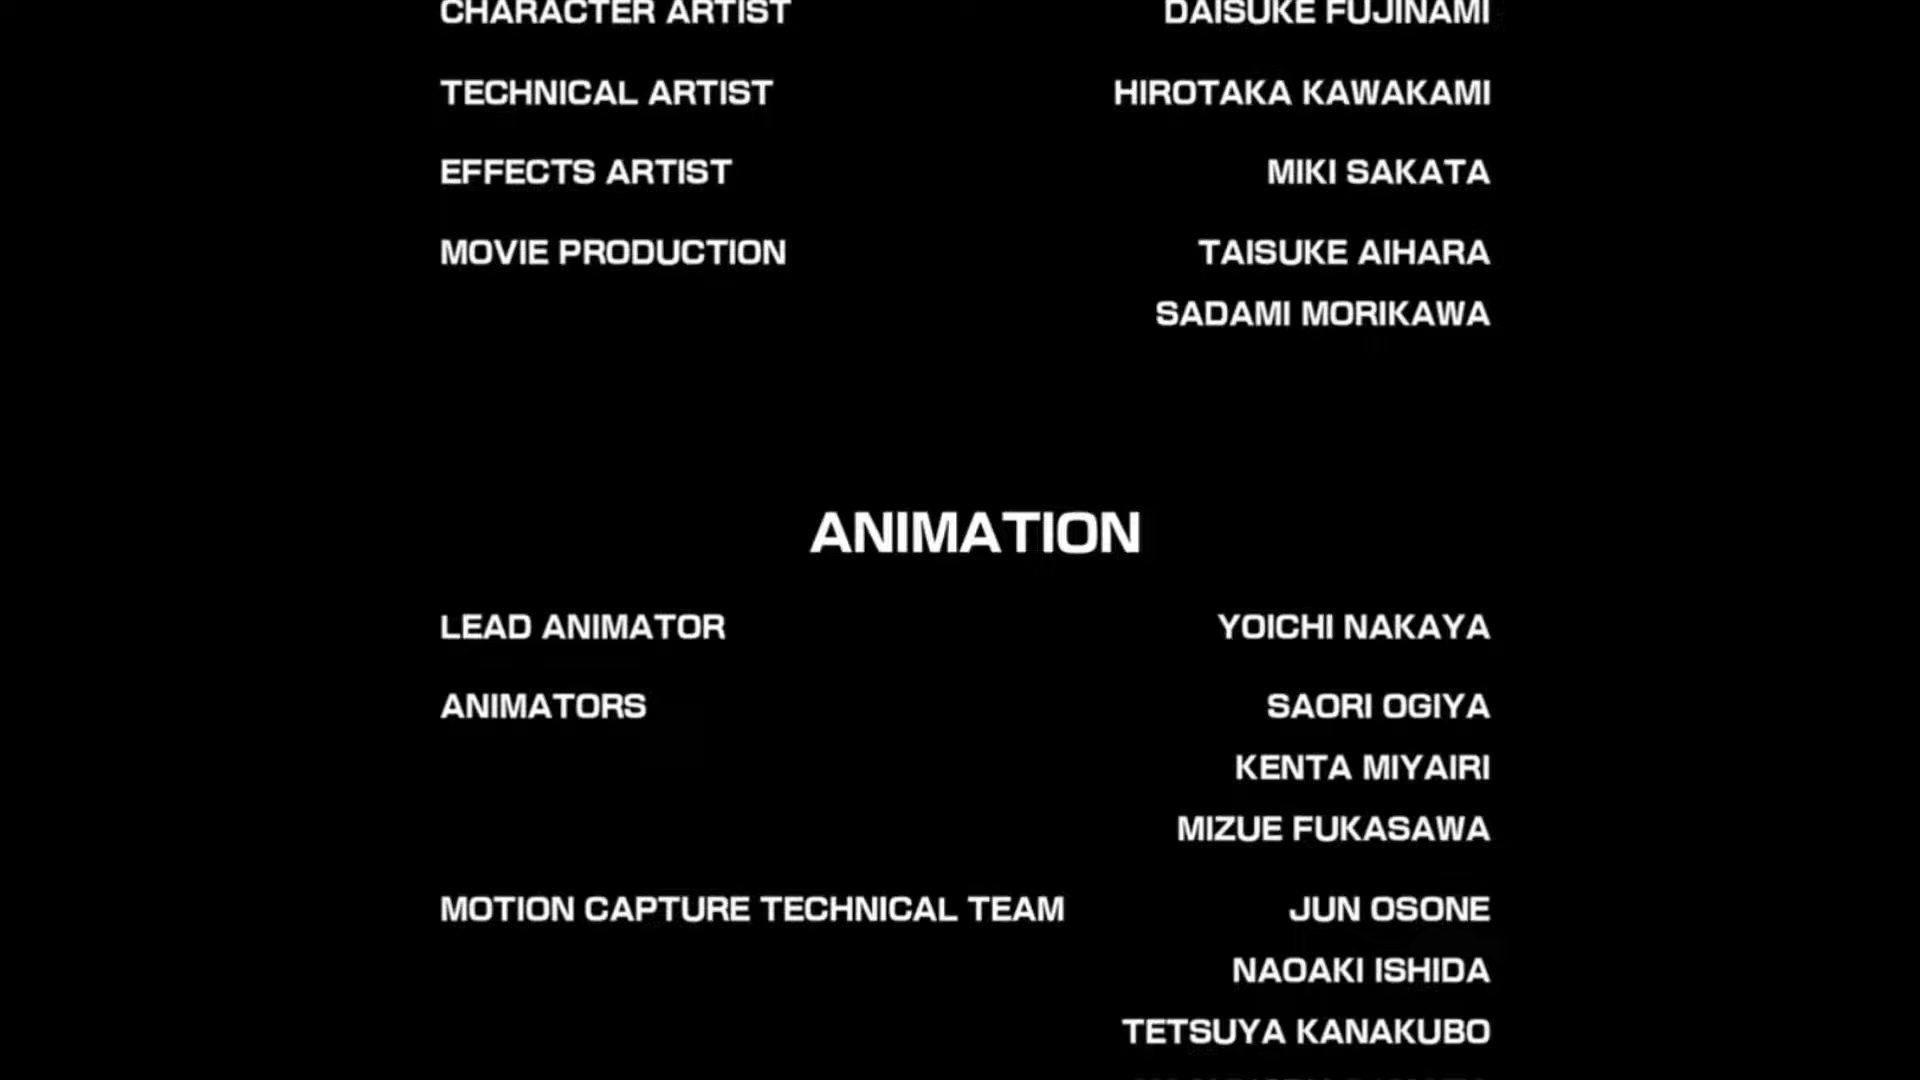 CHARACTER ARTIST DAISUKE FUJINAMI
TECHNICAL ARTIST HIROTAKA KAWAKAMI
EFFECTS ARTIST MIKI SAKATA
MOVIE PRODUCTION TAISUKE AIHARA
SADAMI MORIKAWA
ANIMATION
LEAD ANIMATOR YOICHI NAKAYA
ANIMATORS SAORI OGIYA
KENTA MIYAIRI
MIZUE FUKASAWA
MOTION CAPTURE TECHNICAL TEAM JUN OSONE
NAOAKI ISHIDA
TETSUYA KANAKUBO